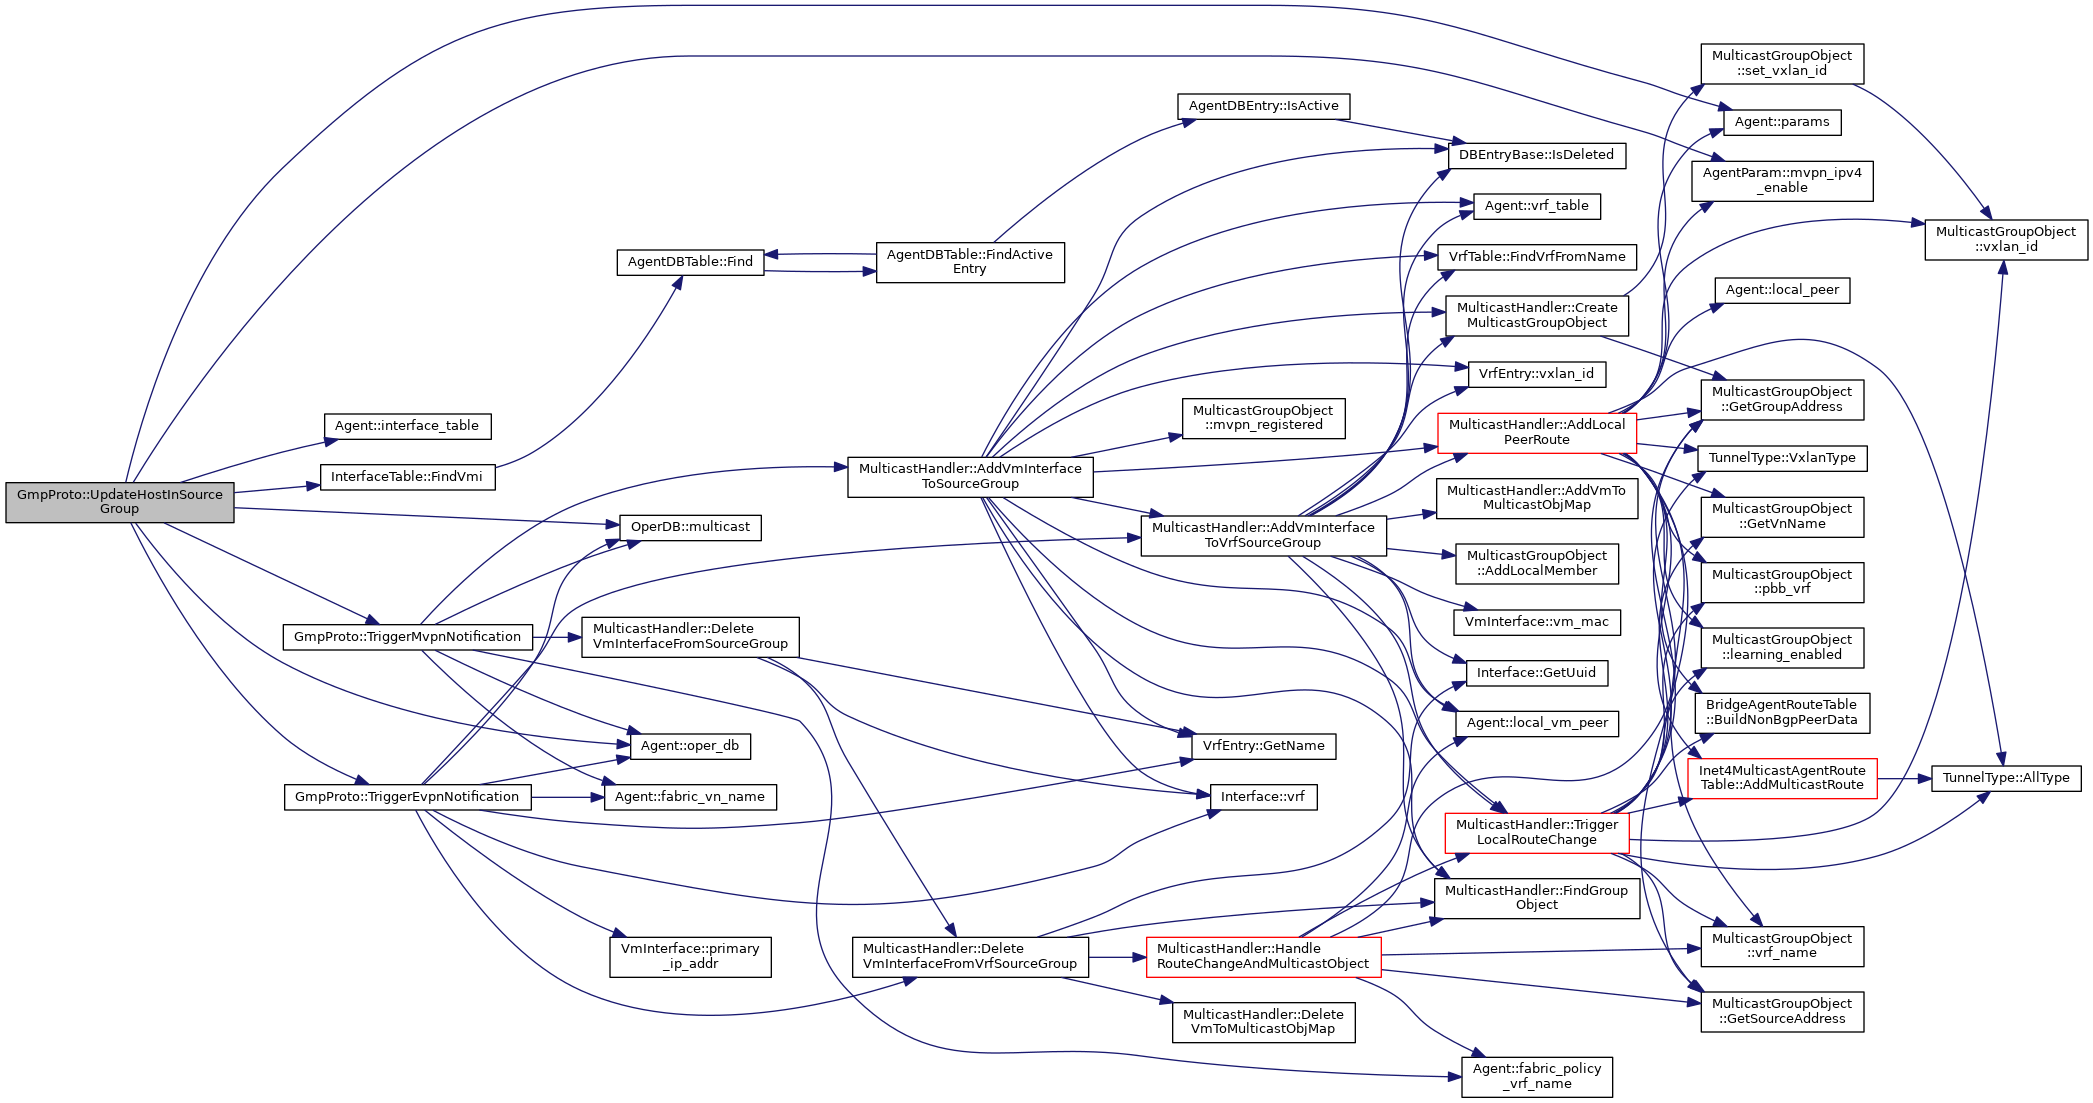 GmpProto::UpdateHostInSource
Group
Agent::interface_table
InterfaceTable::FindVmi
GmpProto::TriggerMvpnNotification
GmpProto::TriggerEvpnNotification
AgentDBTable::Find
OperDB::multicast
MulticastHandler::Delete
VmInterfaceFromSourceGroup
Agent::oper_db
Agent::fabric_vn_name
VmInterface::primary
_ip_addr
AgentDBTable::FindActive
Entry
MulticastHandler::AddVmInterface
ToSourceGroup
MulticastHandler::Delete
VmInterfaceFromVrfSourceGroup
AgentDBEntry::IsActive
MulticastGroupObject
::mvpn_registered
MulticastHandler::AddVmInterface
ToVrfSourceGroup
VrfEntry::GetName
Interface::vrf
MulticastHandler::Handle
RouteChangeAndMulticastObject
MulticastHandler::Delete
VmToMulticastObjMap
DBEntryBase::IsDeleted
Agent::vrf_table
VrfTable::FindVrfFromName
MulticastHandler::Create
MulticastGroupObject
VrfEntry::vxlan_id
MulticastHandler::AddLocal
PeerRoute
MulticastHandler::AddVmTo
MulticastObjMap
MulticastGroupObject
::AddLocalMember
VmInterface::vm_mac
Interface::GetUuid
Agent::local_vm_peer
MulticastHandler::Trigger
LocalRouteChange
MulticastHandler::FindGroup
Object
Agent::fabric_policy
_vrf_name
MulticastGroupObject
::set_vxlan_id
Agent::params
AgentParam::mvpn_ipv4
_enable
Agent::local_peer
MulticastGroupObject
::GetGroupAddress
TunnelType::VxlanType
MulticastGroupObject
::GetVnName
MulticastGroupObject
::pbb_vrf
MulticastGroupObject
::learning_enabled
BridgeAgentRouteTable
::BuildNonBgpPeerData
Inet4MulticastAgentRoute
Table::AddMulticastRoute
MulticastGroupObject
::vrf_name
MulticastGroupObject
::GetSourceAddress
MulticastGroupObject
::vxlan_id
TunnelType::AllType